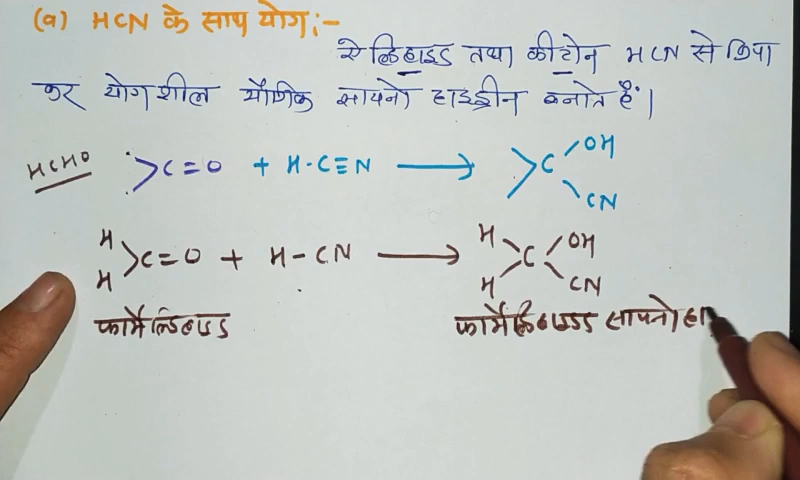 (a) HCN के साथ योग :-
ऐल्डिहाइड तथा कीटोन HCN से क्रिया
कर योगशील यौगिक सायनो हाइड्रीन बनाते हैं।
HCHO >C=O + H-C≡N → >C OH CN
H H >C=O + H-CN → H H C OH CN
फार्मेल्डिहाइड फार्मेल्डिहाइड सायनोहा